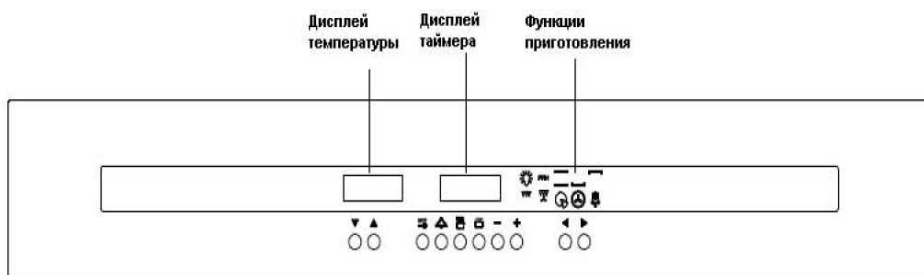 Дисплей
температуры
Дисплей
таймера
Функции
приготовления